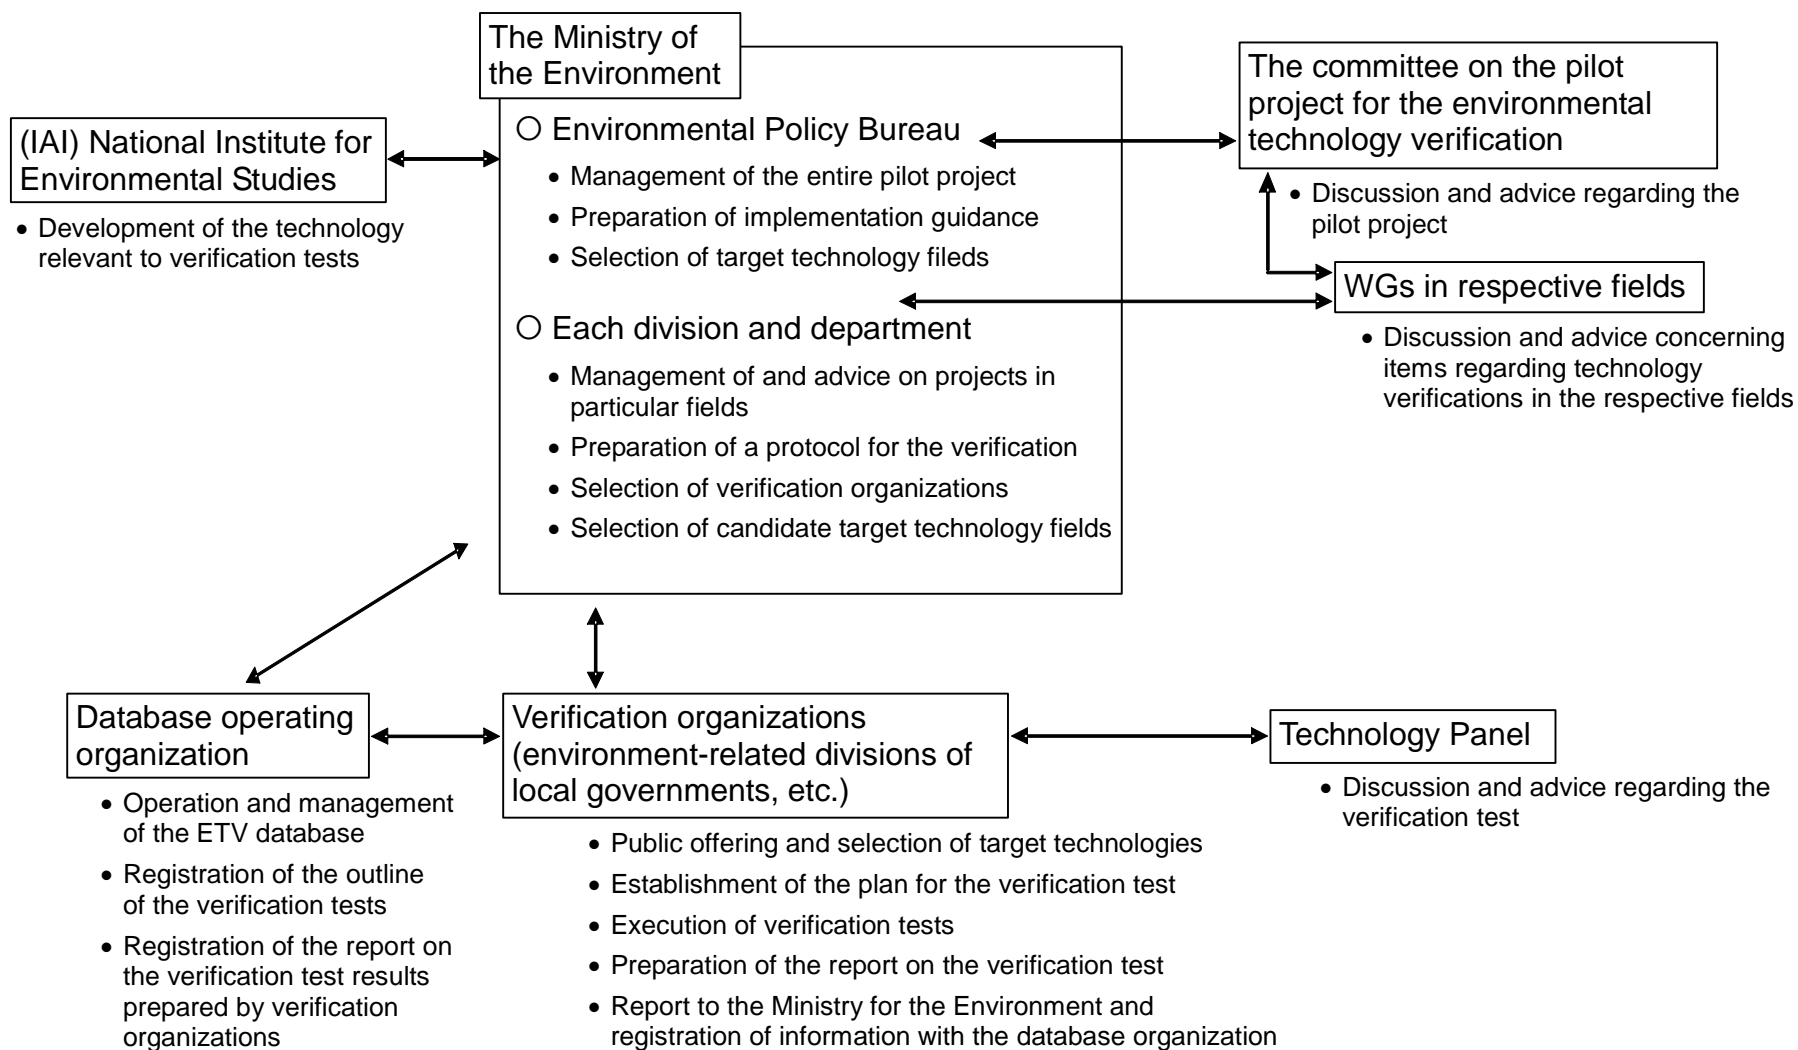 The Ministry of
the Environment
○ Environmental Policy Bureau
• Management of the entire pilot project
• Preparation of implementation guidance
• Selection of target technology fileds
○ Each division and department
• Management of and advice on projects in
particular fields
• Preparation of a protocol for the verification
• Selection of verification organizations
• Selection of candidate target technology fields
(IAI) National Institute for
Environmental Studies
• Development of the technology
relevant to verification tests
The committee on the pilot
project for the environmental
technology verification
• Discussion and advice regarding the
pilot project
WGs in respective fields
• Discussion and advice concerning
items regarding technology
verifications in the respective fields
Database operating
organization
• Operation and management
of the ETV database
• Registration of the outline
of the verification tests
• Registration of the report on
the verification test results
prepared by verification
organizations
Verification organizations
(environment-related divisions of
local governments, etc.)
• Public offering and selection of target technologies
• Establishment of the plan for the verification test
• Execution of verification tests
• Preparation of the report on the verification test
• Report to the Ministry for the Environment and
registration of information with the database organization
Technology Panel
• Discussion and advice regarding the
verification test